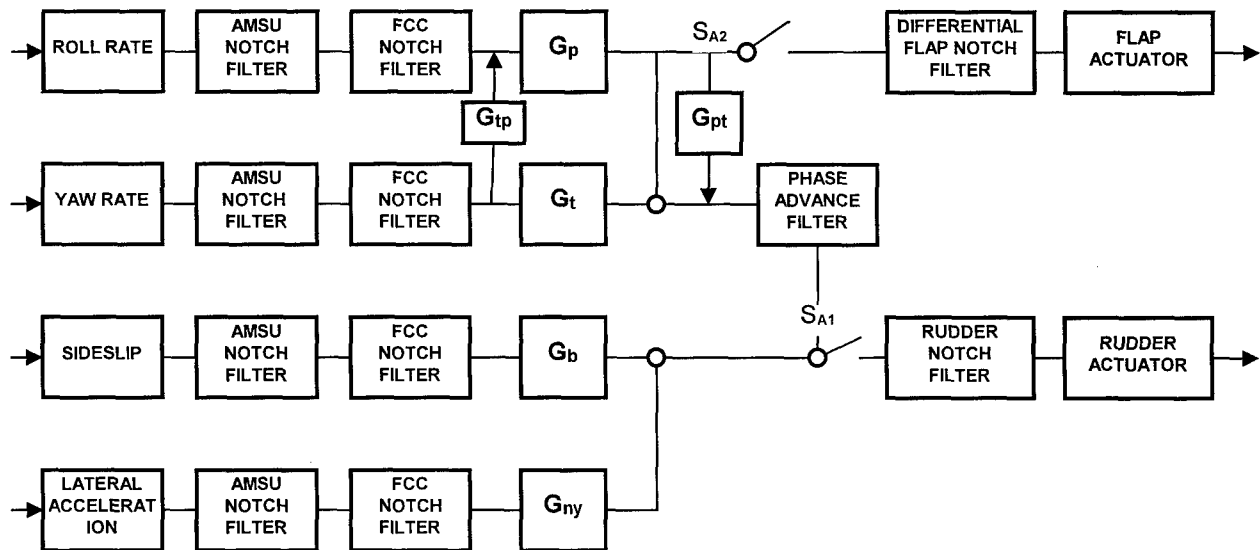 ROLL RATE
AMSU
NOTCH
FILTER
FCC
NOTCH
FILTER
Gp
SA2
DIFFERENTIAL
FLAP NOTCH
FILTER
FLAP
ACTUATOR
Gtp
Gpt
YAW RATE
AMSU
NOTCH
FILTER
FCC
NOTCH
FILTER
Gt
PHASE
ADVANCE
FILTER
SA1
SIDESLIP
AMSU
NOTCH
FILTER
FCC
NOTCH
FILTER
Gb
RUDDER
NOTCH
FILTER
RUDDER
ACTUATOR
LATERAL
ACCELERAT
ION
AMSU
NOTCH
FILTER
FCC
NOTCH
FILTER
Gny